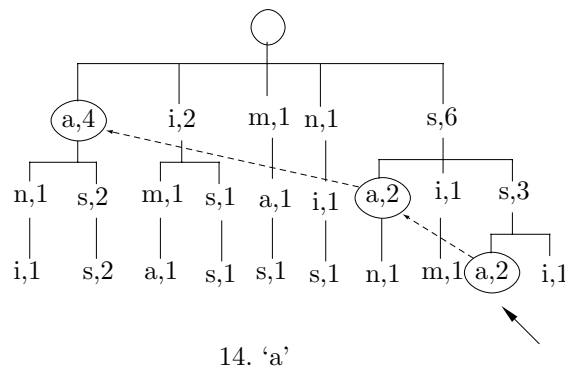 a,4 i,2 m,1 n,1 s,6
n,1 s,2 m,1 s,1 a,1 i,1 a,2 i,1 s,3
i,1 s,2 a,1 s,1 s,1 s,1 n,1 m,1 a,2 i,1
14. ‘a’